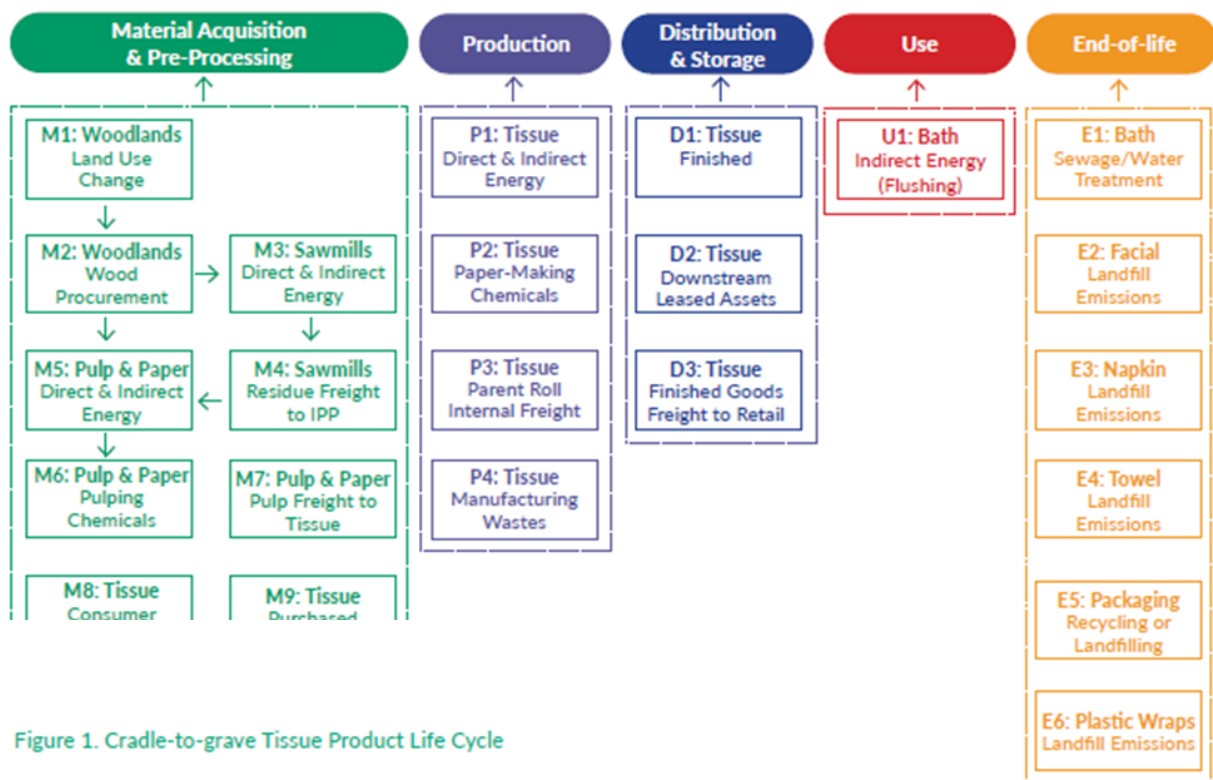 Material Acquisition
& Pre-Processing
Production
Distribution
& Storage
Use
End-of-life
M1: Woodlands
Land Use
Change
M2: Woodlands
Wood
Procurement
M3: Sawmills
Direct & Indirect
Energy
M5: Pulp & Paper
Direct & Indirect
Energy
M4: Sawmills
Residue Freight
to IPP
M6: Pulp & Paper
Pulping
Chemicals
M7: Pulp & Paper
Pulp Freight to
Tissue
M8: Tissue
Consumer
M9: Tissue
Purchased
P1: Tissue
Direct & Indirect
Energy
P2: Tissue
Paper-Making
Chemicals
P3: Tissue
Parent Roll
Internal Freight
P4: Tissue
Manufacturing
Wastes
D1: Tissue
Finished
D2: Tissue
Downstream
Leased Assets
D3: Tissue
Finished Goods
Freight to Retail
U1: Bath
Indirect Energy
(Flushing)
E1: Bath
Sewage/Water
Treatment
E2: Facial
Landfill
Emissions
E3: Napkin
Landfill
Emissions
E4: Towel
Landfill
Emissions
E5: Packaging
Recycling or
Landfilling
E6: Plastic Wraps
Landfill Emissions
Figure 1. Cradle-to-grave Tissue Product Life Cycle